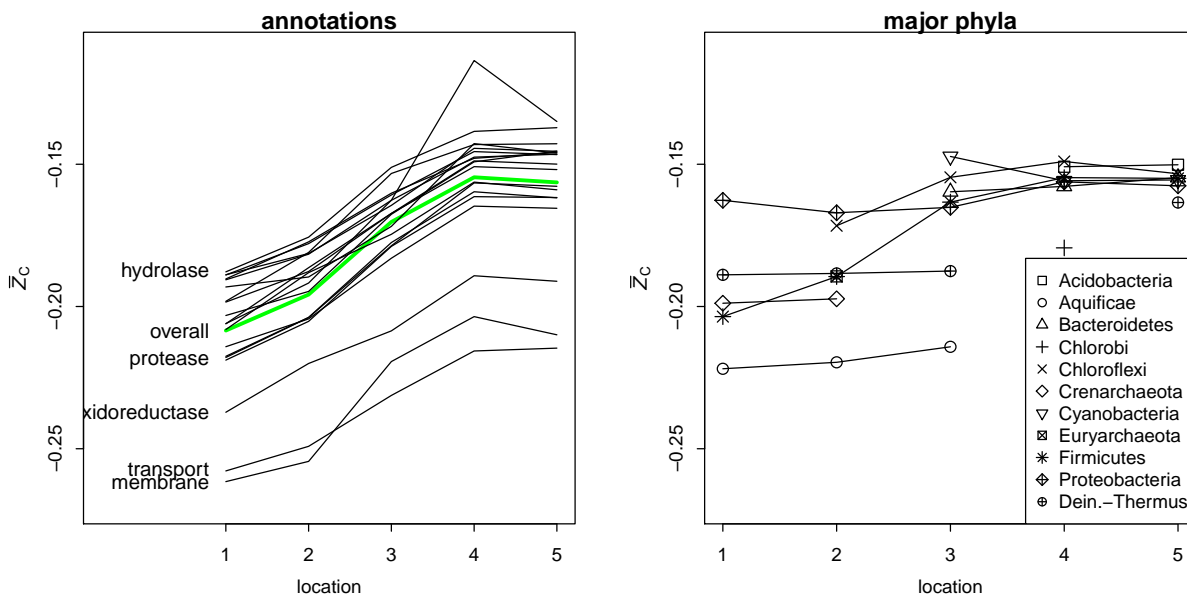 annotations
Z̅C
−0.15
−0.20
−0.25
hydrolase
overall
protease
xidoreductase
transport
membrane
1 2 3 4 5
location
major phyla
Z̅C
−0.15
−0.20
−0.25
Acidobacteria
Aquificae
Bacteroidetes
Chlorobi
Chloroflexi
Crenarchaeota
Cyanobacteria
Euryarchaeota
Firmicutes
Proteobacteria
Dein.−Thermus
1 2 3 4 5
location